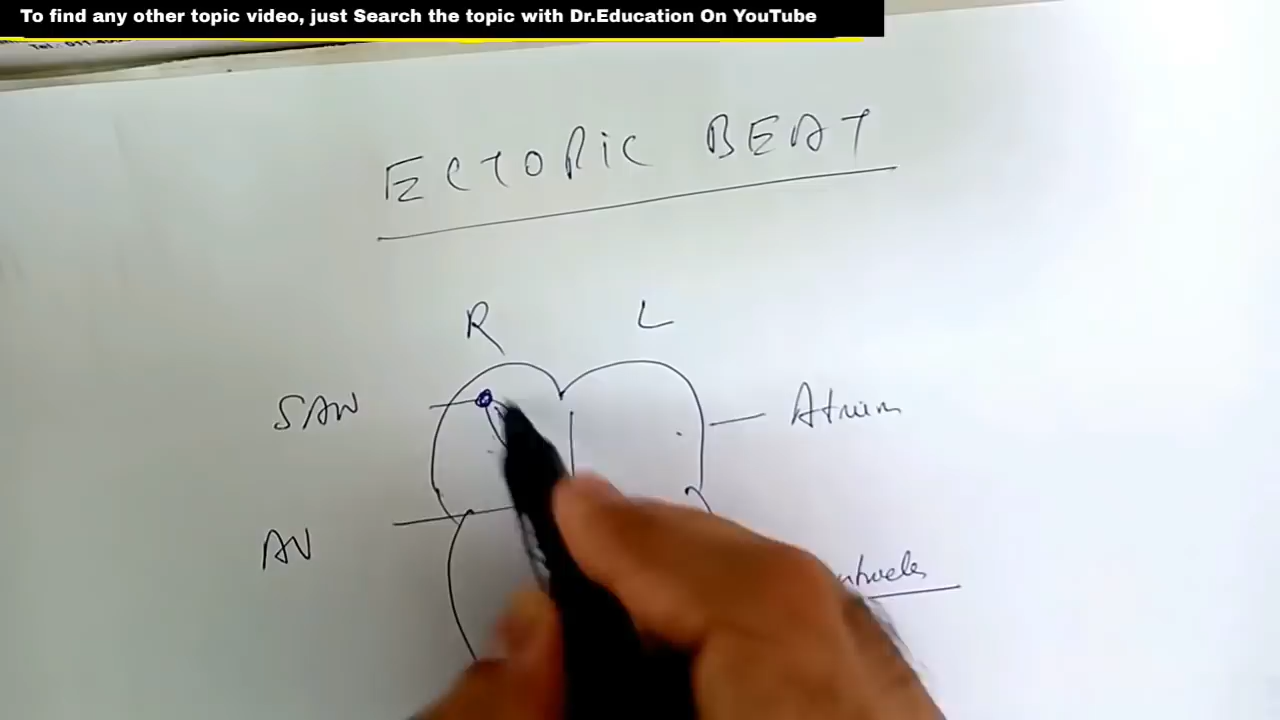 To find any other topic video, just Search the topic with Dr.Education On YouTube
ECTOPIC BEAT
R L
SAN
Atrium
AV